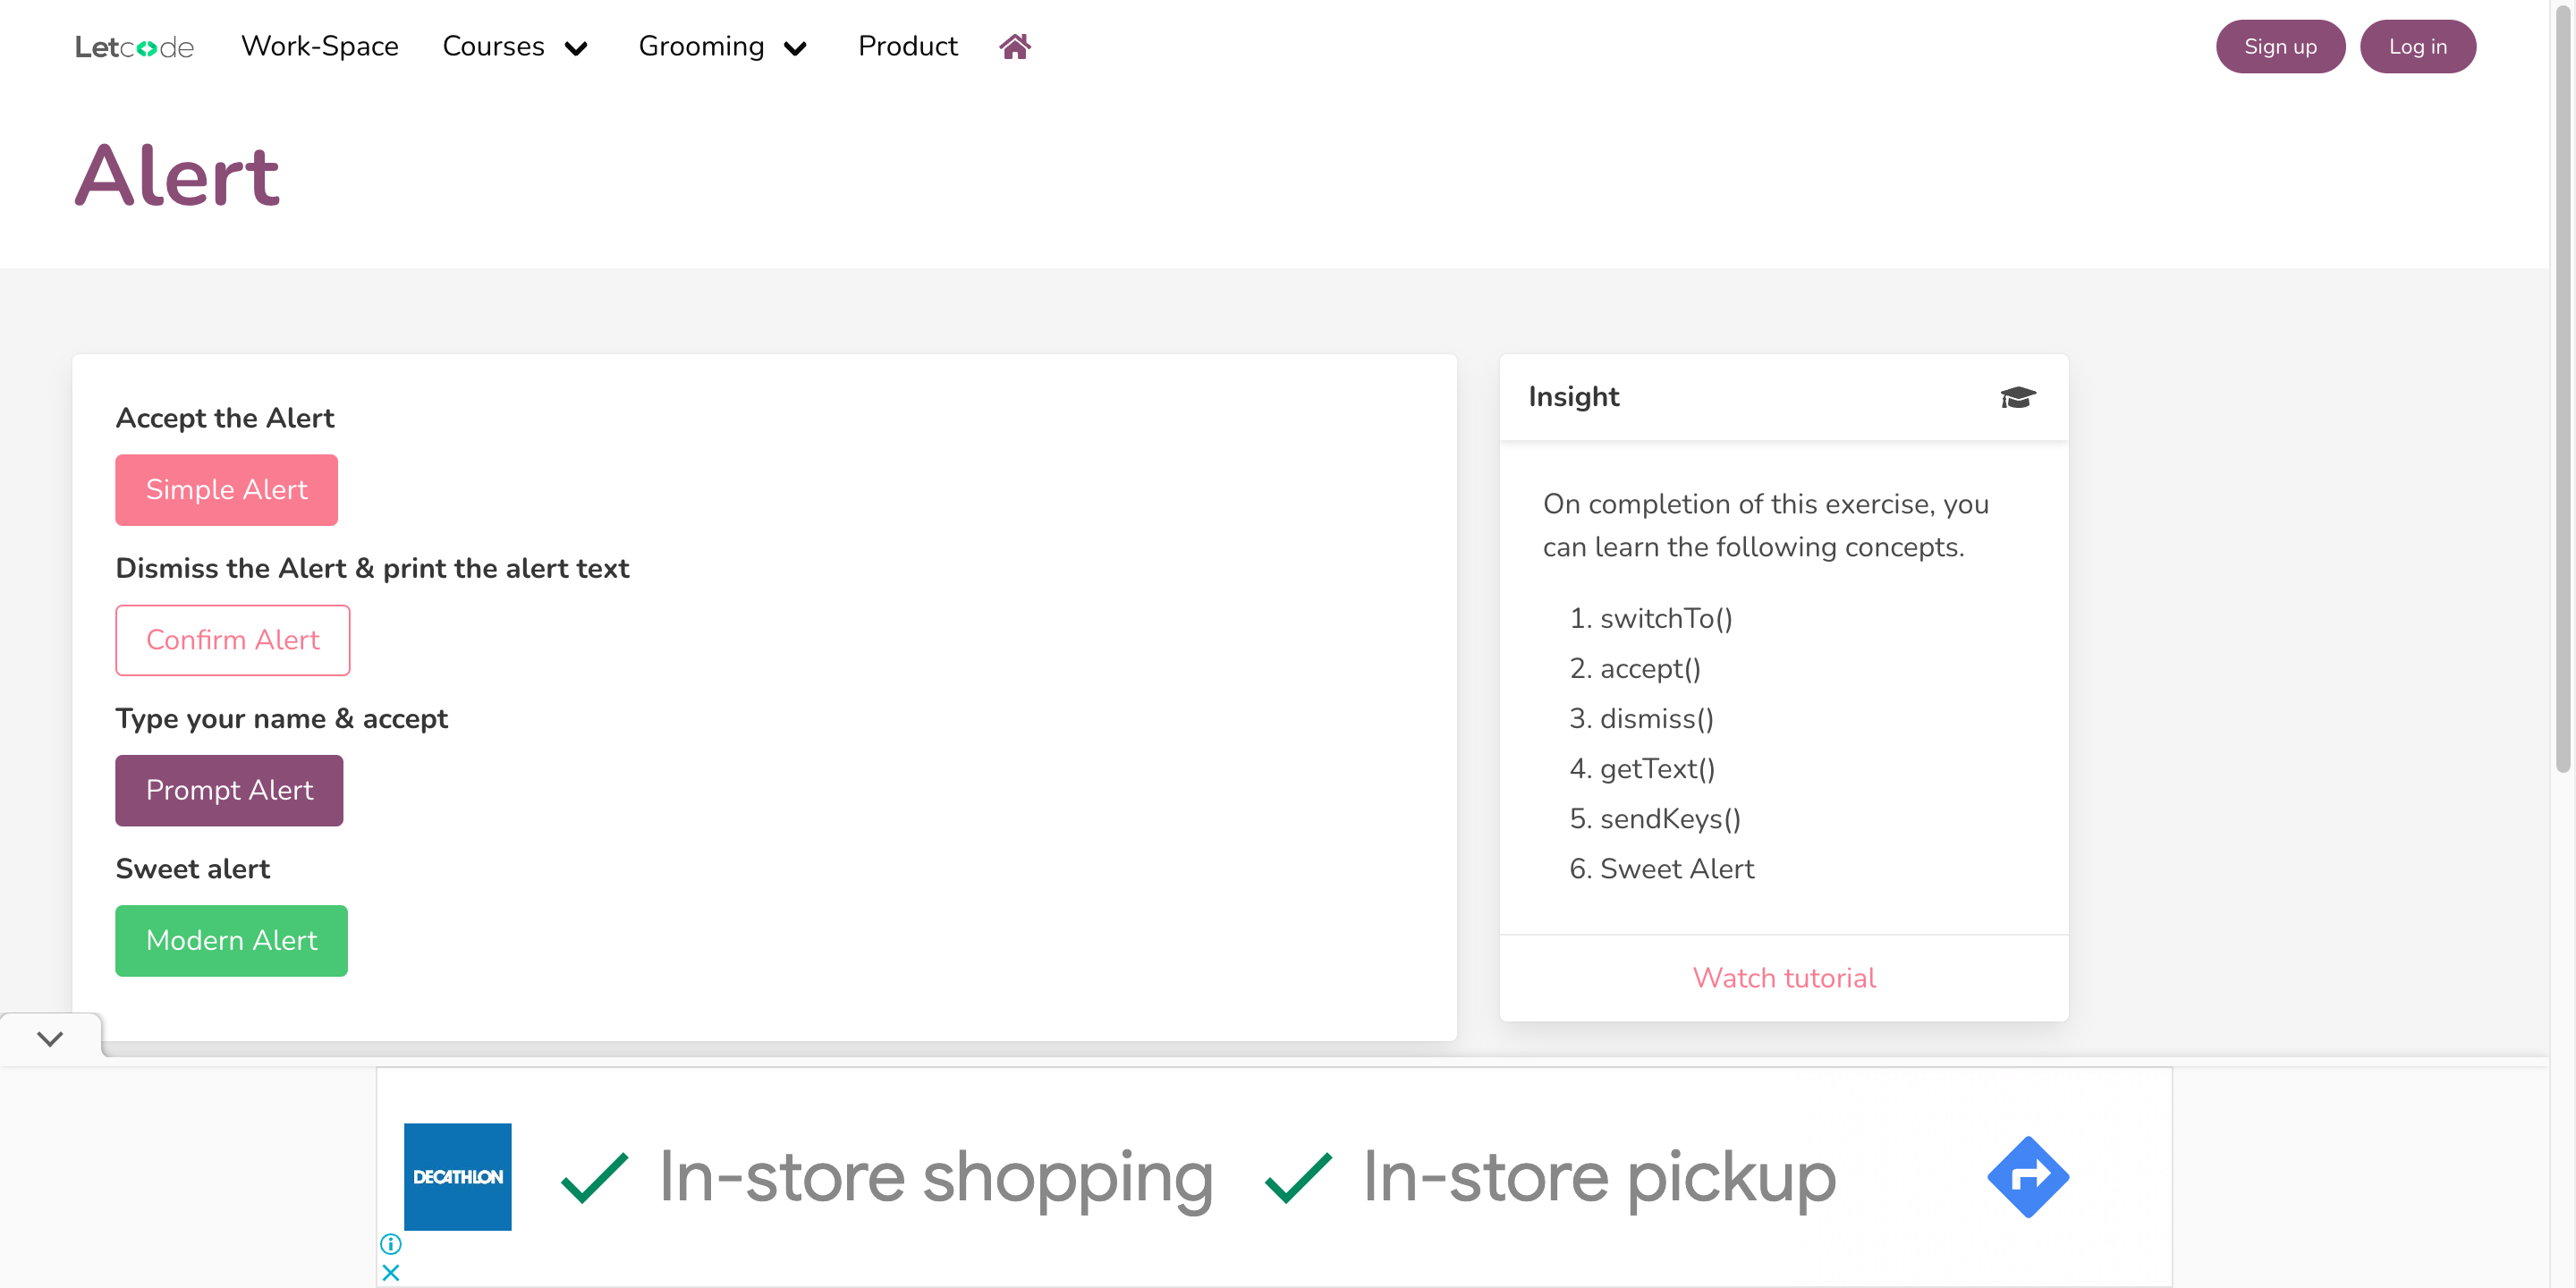 Letcode Work-Space Courses Grooming Product Sign up Log in
Alert
Accept the Alert
Simple Alert
Dismiss the Alert & print the alert text
Confirm Alert
Type your name & accept
Prompt Alert
Sweet alert
Modern Alert
Insight
On completion of this exercise, you
can learn the following concepts.
1. switchTo()
2. accept()
3. dismiss()
4. getText()
5. sendKeys()
6. Sweet Alert
Watch tutorial
DECATHLON In-store shopping In-store pickup